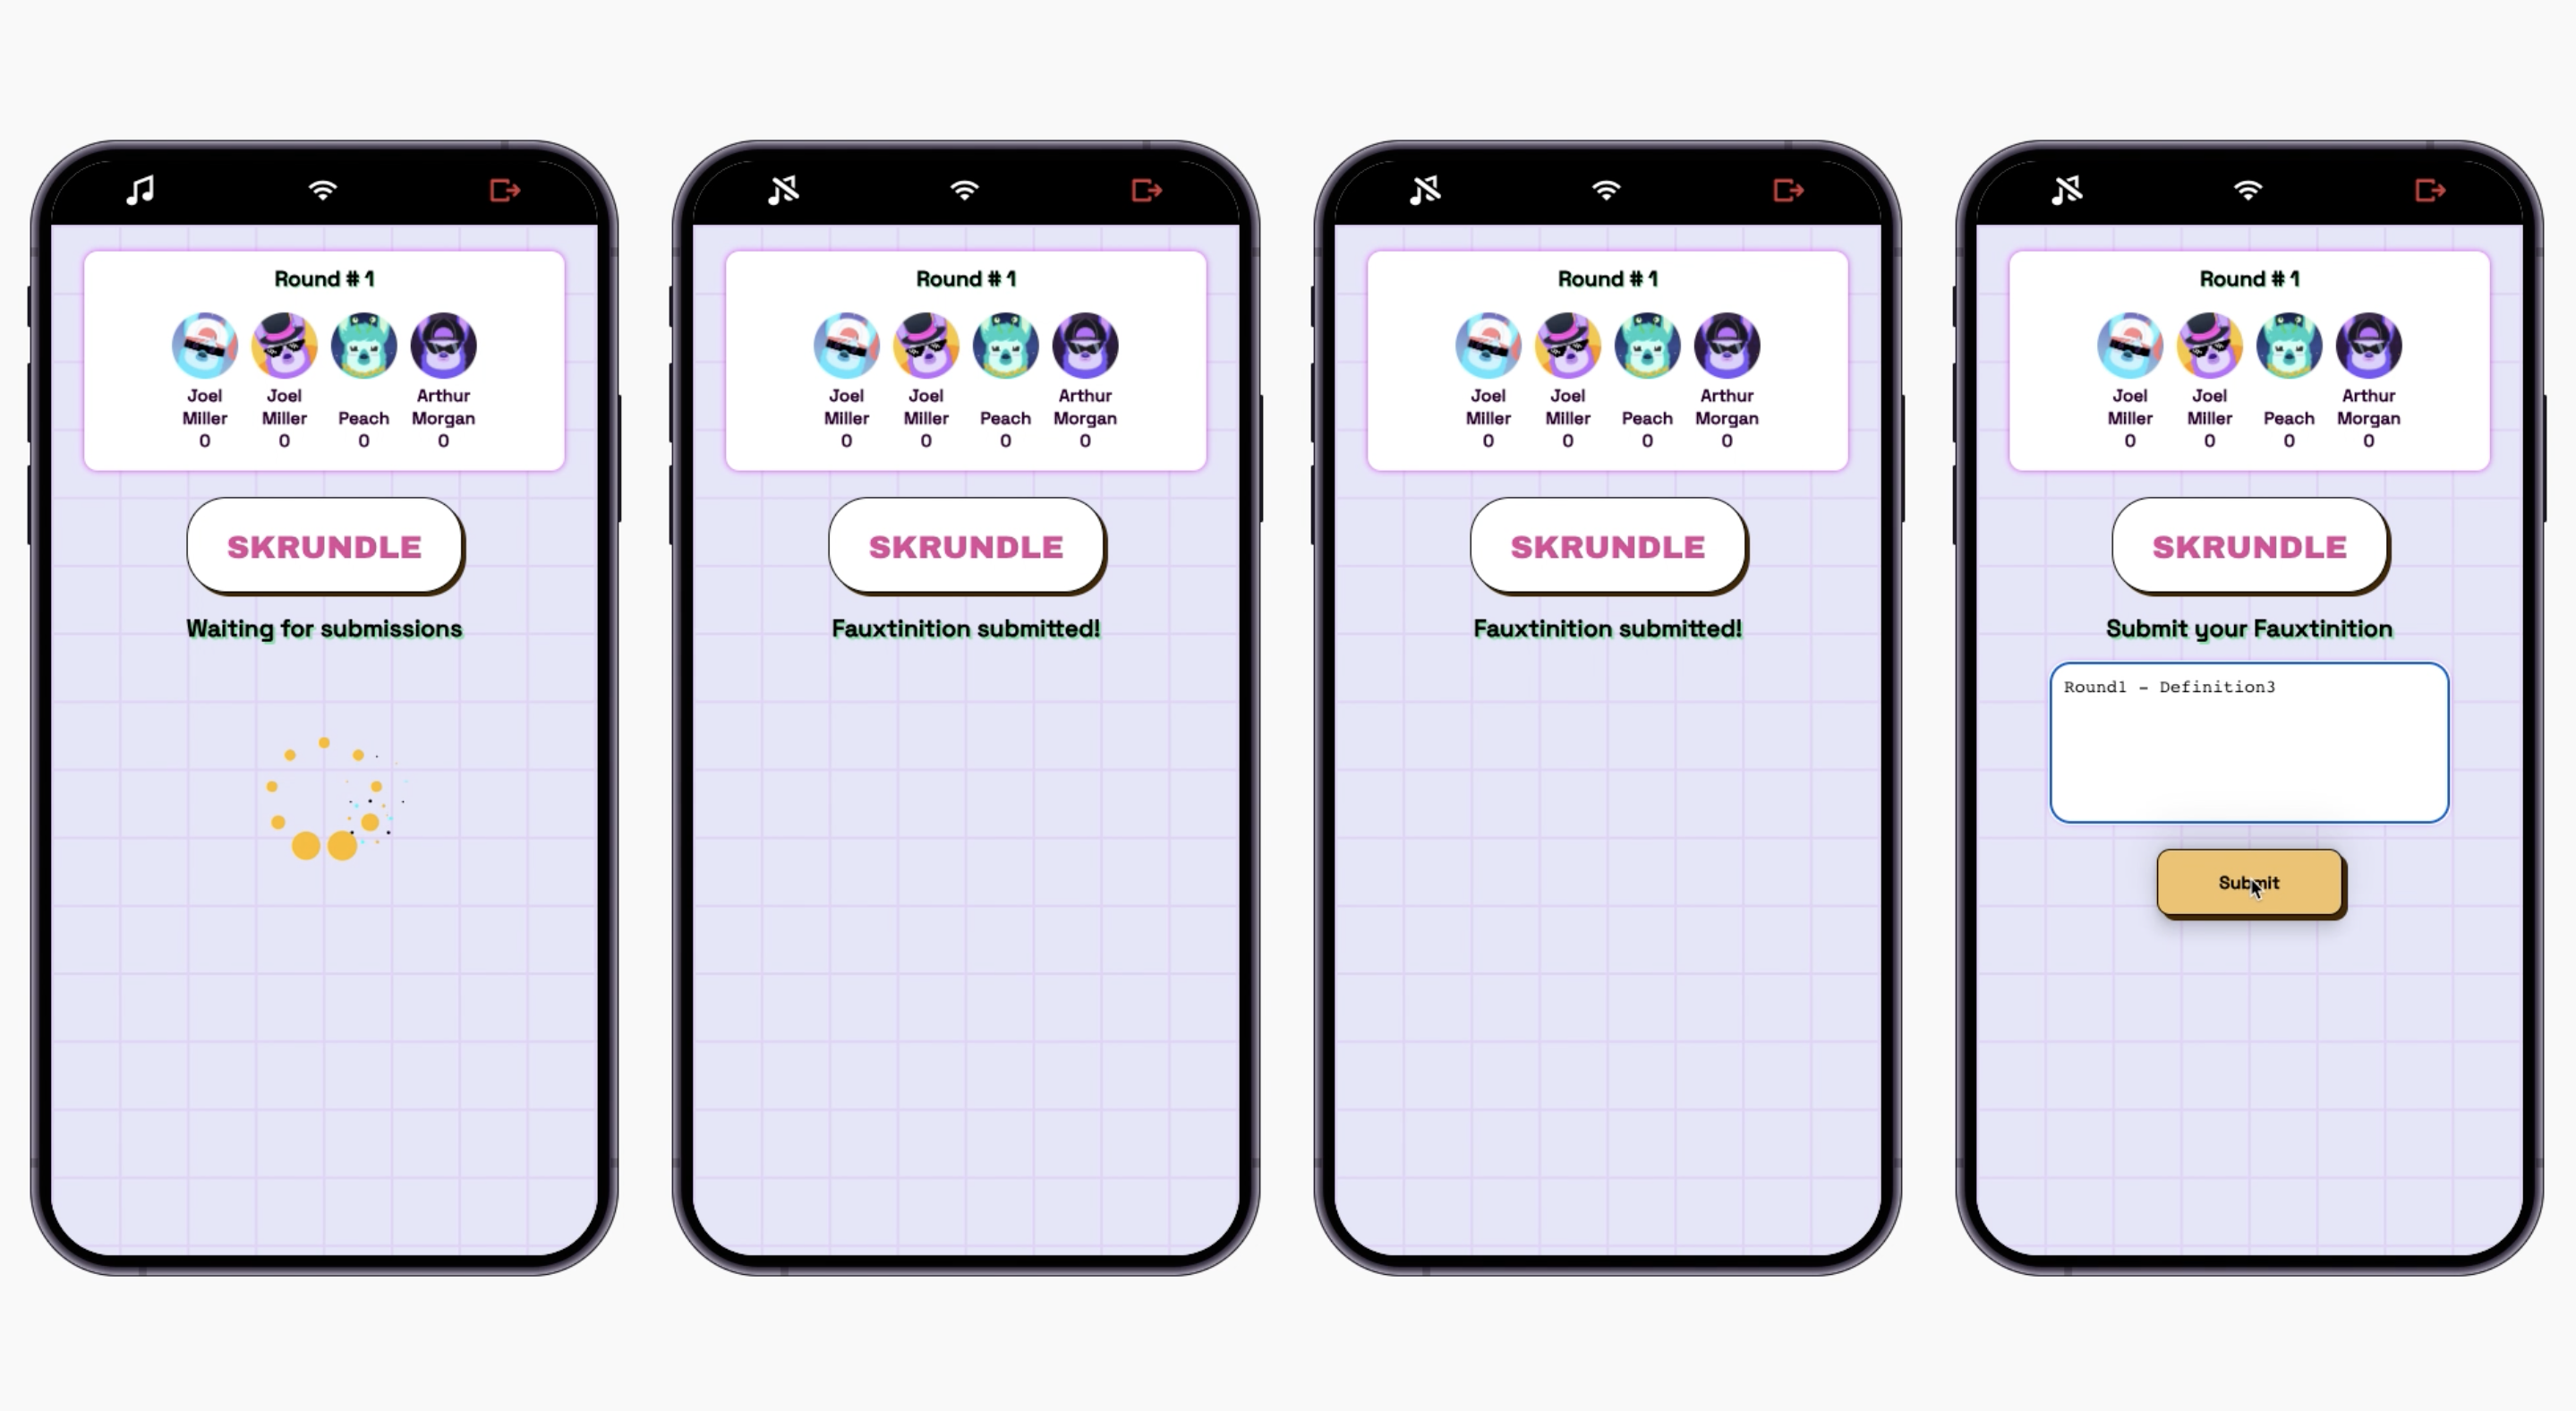 Round # 1
Joel Miller 0
Joel Miller 0
Peach 0
Arthur Morgan 0
SKRUNDLE
Waiting for submissions
Round # 1
Joel Miller 0
Joel Miller 0
Peach 0
Arthur Morgan 0
SKRUNDLE
Fauxtinition submitted!
Round # 1
Joel Miller 0
Joel Miller 0
Peach 0
Arthur Morgan 0
SKRUNDLE
Fauxtinition submitted!
Round # 1
Joel Miller 0
Joel Miller 0
Peach 0
Arthur Morgan 0
SKRUNDLE
Submit your Fauxtinition
Round1 - Definition3
Submit